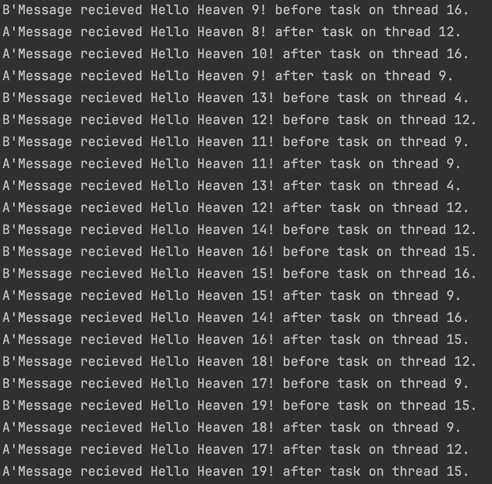 B'Message recieved Hello Heaven 9! before task on thread 16.
A'Message recieved Hello Heaven 8! after task on thread 12.
A'Message recieved Hello Heaven 10! after task on thread 16.
A'Message recieved Hello Heaven 9! after task on thread 9.
B'Message recieved Hello Heaven 13! before task on thread 4.
B'Message recieved Hello Heaven 12! before task on thread 12.
B'Message recieved Hello Heaven 11! before task on thread 9.
A'Message recieved Hello Heaven 11! after task on thread 9.
A'Message recieved Hello Heaven 13! after task on thread 4.
A'Message recieved Hello Heaven 12! after task on thread 12.
B'Message recieved Hello Heaven 14! before task on thread 12.
B'Message recieved Hello Heaven 16! before task on thread 15.
B'Message recieved Hello Heaven 15! before task on thread 16.
A'Message recieved Hello Heaven 15! after task on thread 9.
A'Message recieved Hello Heaven 14! after task on thread 16.
A'Message recieved Hello Heaven 16! after task on thread 15.
B'Message recieved Hello Heaven 18! before task on thread 12.
B'Message recieved Hello Heaven 17! before task on thread 9.
B'Message recieved Hello Heaven 19! before task on thread 15.
A'Message recieved Hello Heaven 18! after task on thread 9.
A'Message recieved Hello Heaven 17! after task on thread 12.
A'Message recieved Hello Heaven 19! after task on thread 15.